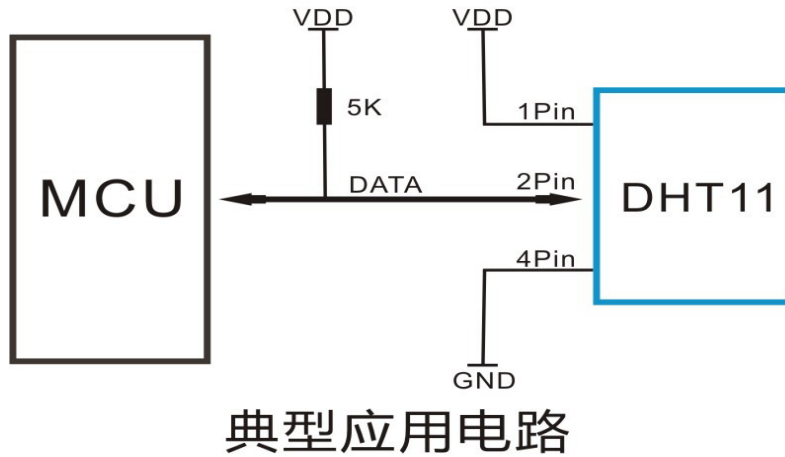 VDD
VDD
5K
1Pin
MCU
DATA
2Pin
DHT11
4Pin
GND
典型应用电路